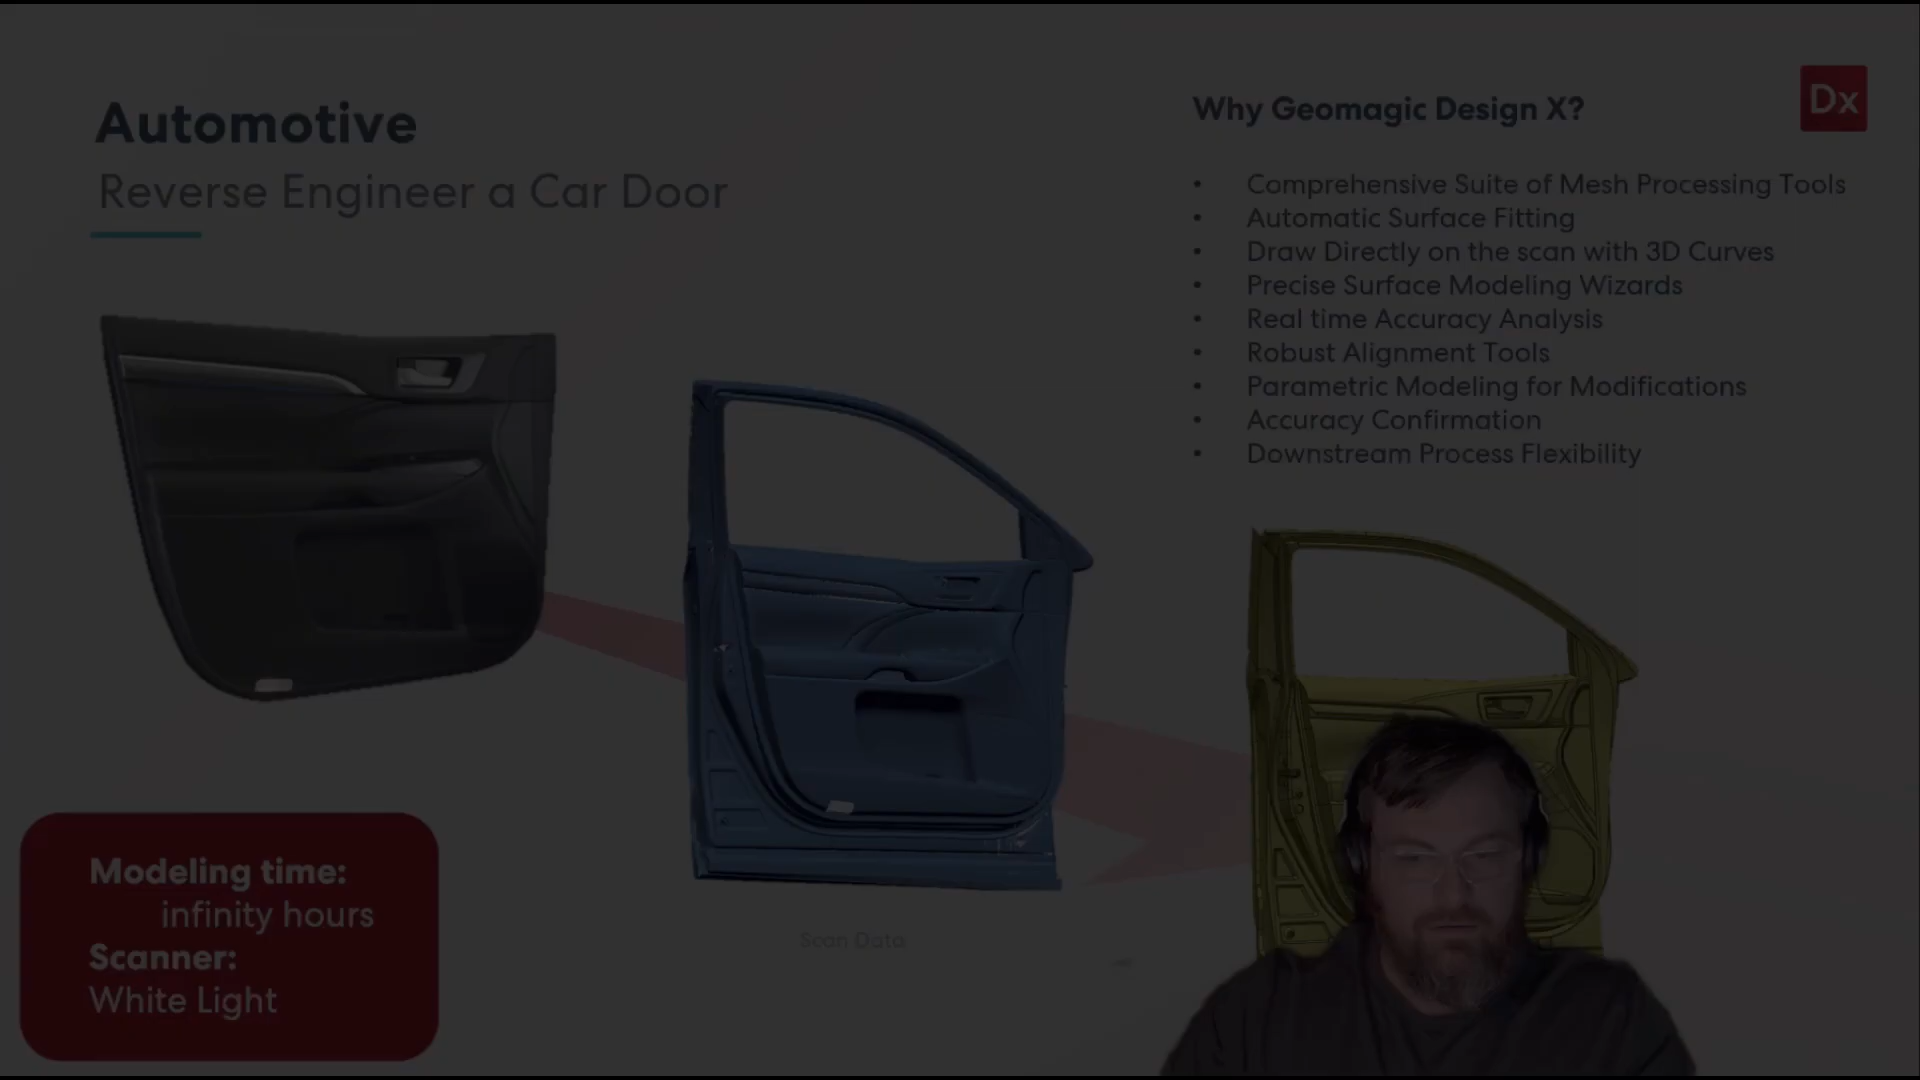 Automotive
Reverse Engineer a Car Door
Why Geomagic Design X?
Dx
• Comprehensive Suite of Mesh Processing Tools
• Automatic Surface Fitting
• Draw Directly on the scan with 3D Curves
• Precise Surface Modeling Wizards
• Real time Accuracy Analysis
• Robust Alignment Tools
• Parametric Modeling for Modifications
• Accuracy Confirmation
• Downstream Process Flexibility
Modeling time:
infinity hours
Scanner:
White Light
Scan Data